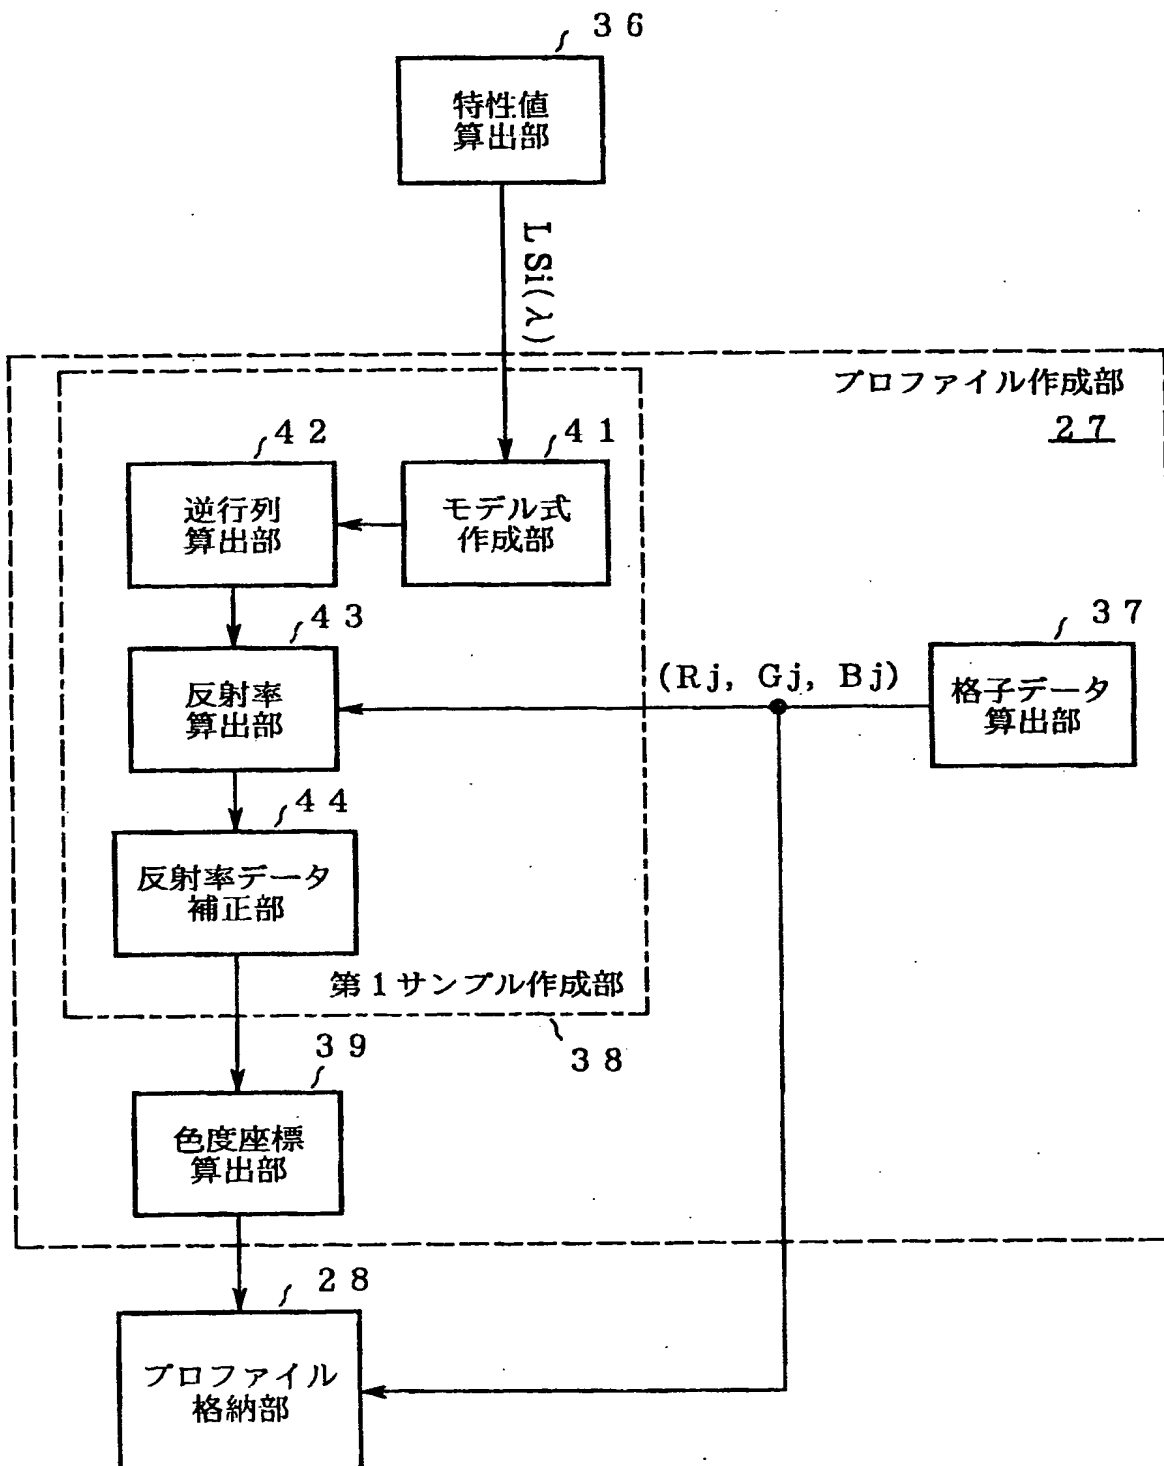 ３６
特性値
算出部
LSi(λ)
プロファイル作成部
２７
４２
４１
逆行列
算出部
モデル式
作成部
４３
３７
反射率
算出部
(Rj, Gj, Bj)
格子データ
算出部
４４
反射率データ
補正部
第１サンプル作成部
３８
３９
色度座標
算出部
２８
プロファイル
格納部